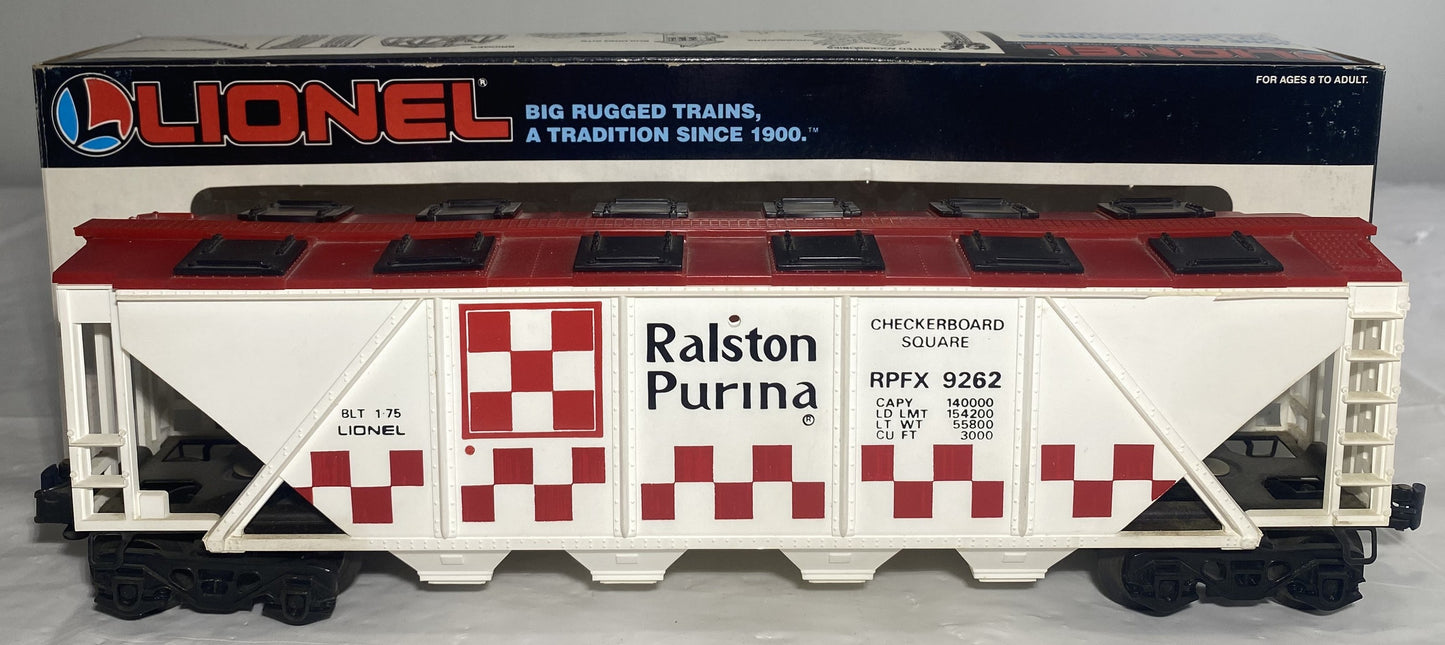 LIONEL®
BIG RUGGED TRAINS,
A TRADITION SINCE 1900.™
FOR AGES 8 TO ADULT.
LIONEL
BLT 1-75
LIONEL
Ralston
Purina
®
CHECKERBOARD
SQUARE
RPFX 9262
CAPY 140000
LD LMT 154200
LT WT 55800
CU FT 3000